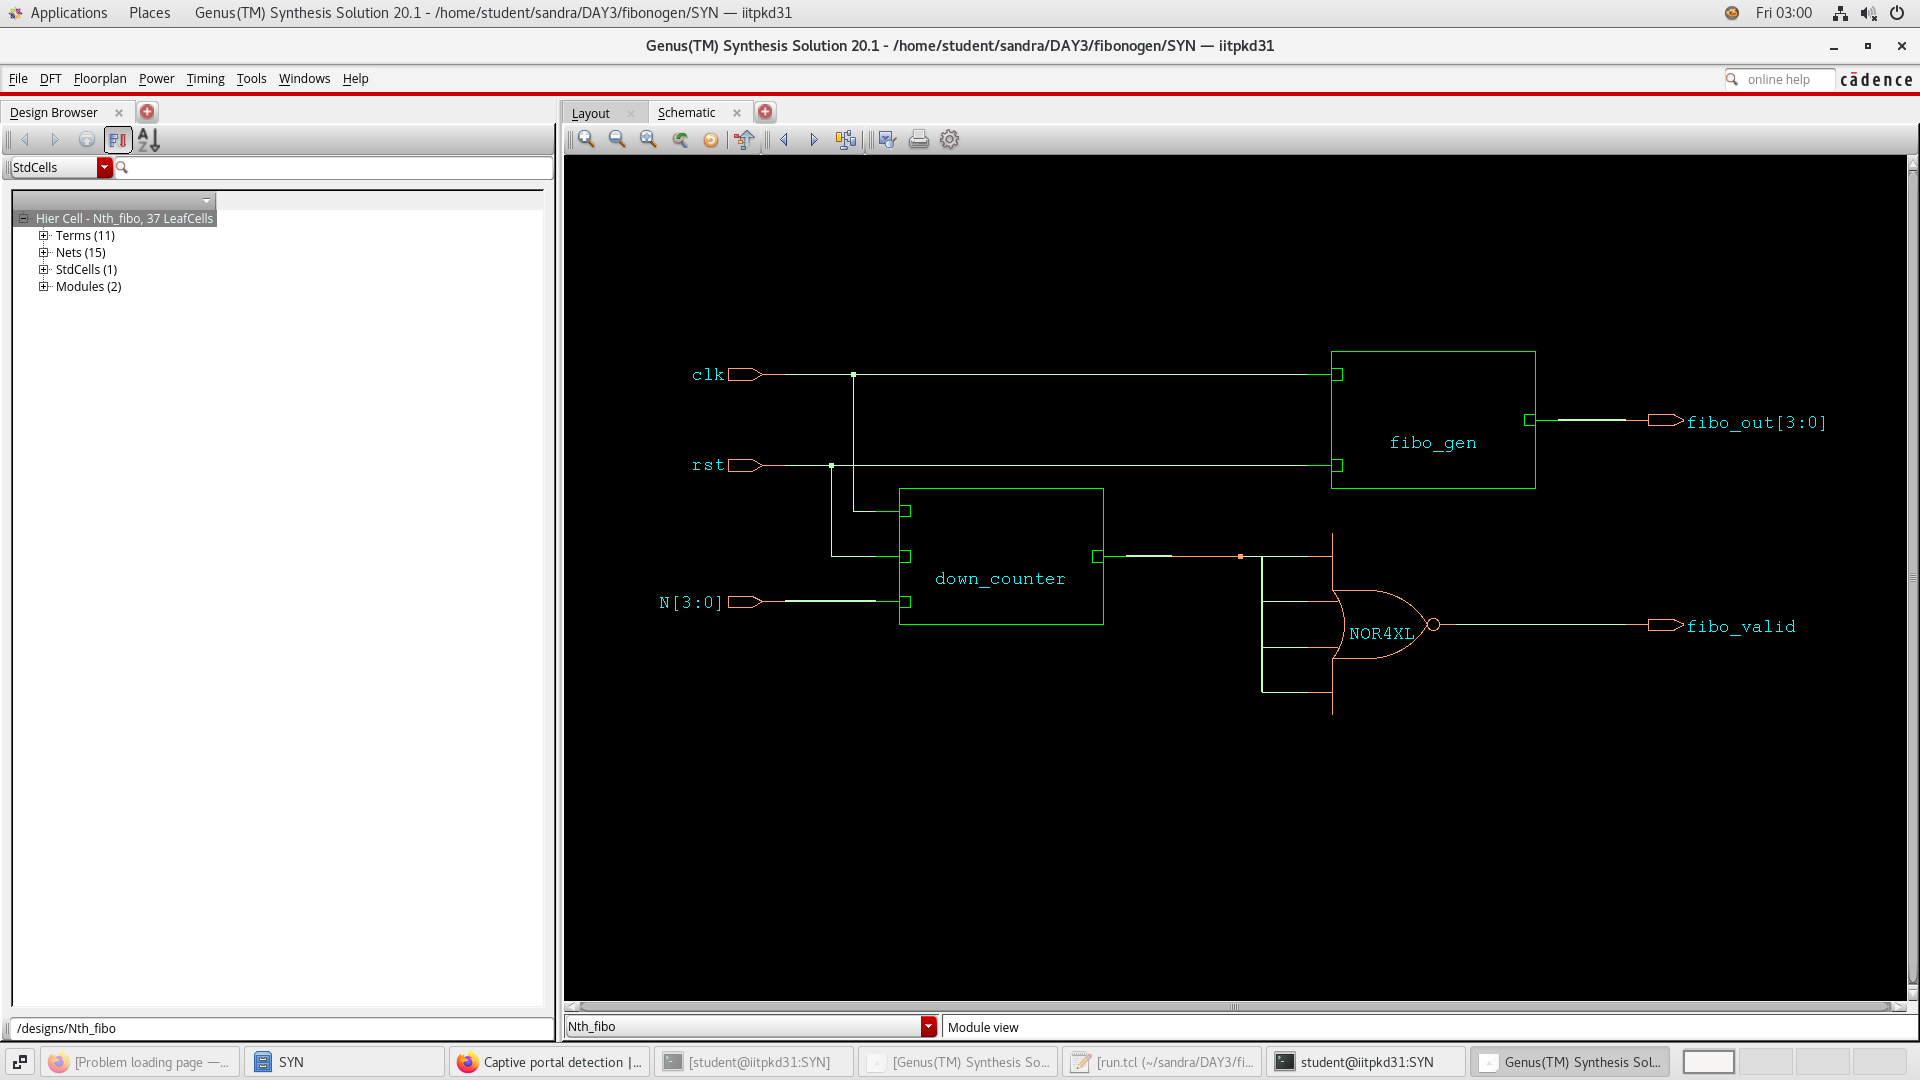 Applications Places Genus(TM) Synthesis Solution 20.1 - /home/student/sandra/DAY3/fibonogen/SYN — iitpkd31 Fri 03:00
Genus(TM) Synthesis Solution 20.1 - /home/student/sandra/DAY3/fibonogen/SYN — iitpkd31
File DFT Floorplan Power Timing Tools Windows Help online help cādence
Design Browser
Layout Schematic
StdCells
Hier Cell - Nth_fibo, 37 LeafCells
Terms (11)
Nets (15)
StdCells (1)
Modules (2)
clk
fibo_out[3:0]
fibo_gen
rst
down_counter
N[3:0]
NOR4XL
fibo_valid
/designs/Nth_fibo
Nth_fibo Module view
[Problem loading page —... SYN Captive portal detection |... [student@iitpkd31:SYN] [Genus(TM) Synthesis So... [run.tcl (~/sandra/DAY3/fi... student@iitpkd31:SYN Genus(TM) Synthesis Sol...